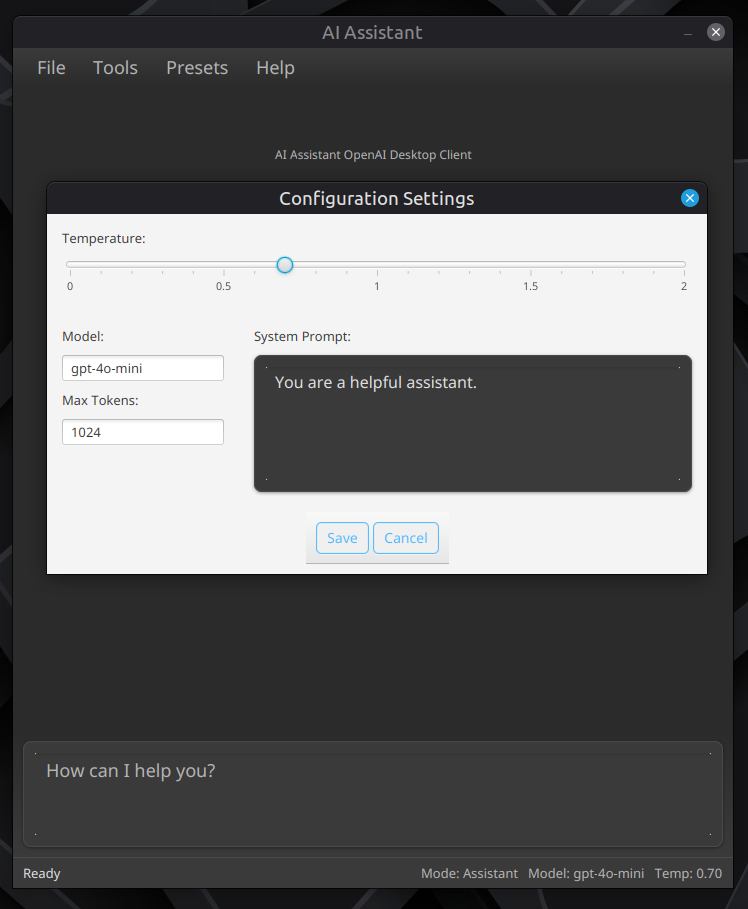 AI Assistant
File Tools Presets Help
AI Assistant OpenAI Desktop Client
Configuration Settings
Temperature:
0 0.5 1 1.5 2
Model:
gpt-4o-mini
Max Tokens:
1024
System Prompt:
You are a helpful assistant.
Save Cancel
How can I help you?
Ready Mode: Assistant Model: gpt-4o-mini Temp: 0.70